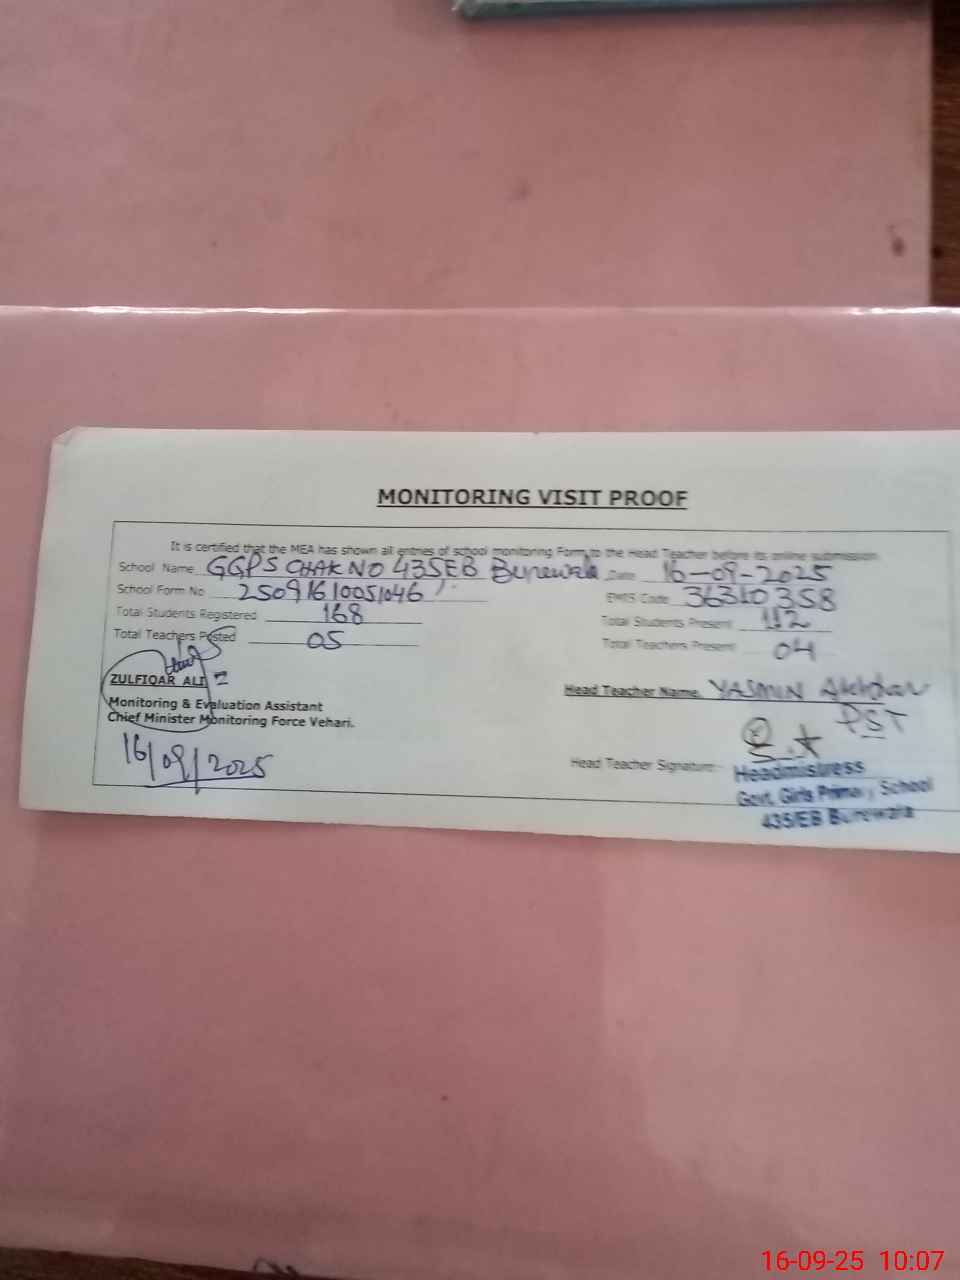 MONITORING VISIT PROOF
It is certified that the MEA has shown all entries of school monitoring Form to the Head Teacher before its online submission
School Name GGPS CHAK NO 435EB Burewala Date 16-09-2025
School Form No 25091610051046 EMIS Code 36310358
Total Students Registered 168 Total Students Present 112
Total Teachers Posted 05 Total Teachers Present 04
ZULFIQAR ALI Head Teacher Name YASMIN Akhtar
PST
Monitoring & Evaluation Assistant
Chief Minister Monitoring Force Vehari.
16/09/2025
Head Teacher Signature:
Headmistress
Govt. Girls Primary School
435/EB Burewala
16-09-25 10:07